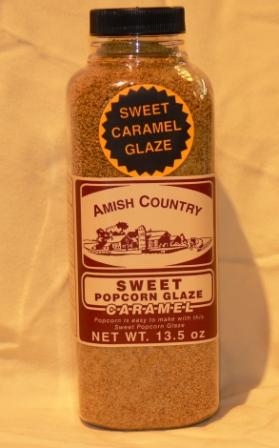 SWEET
CARAMEL
GLAZE
AMISH COUNTRY
SWEET
POPCORN GLAZE
CARAMEL
Popcorn is easy to make with this
Sweet Popcorn Glaze
NET WT. 13.5 oz